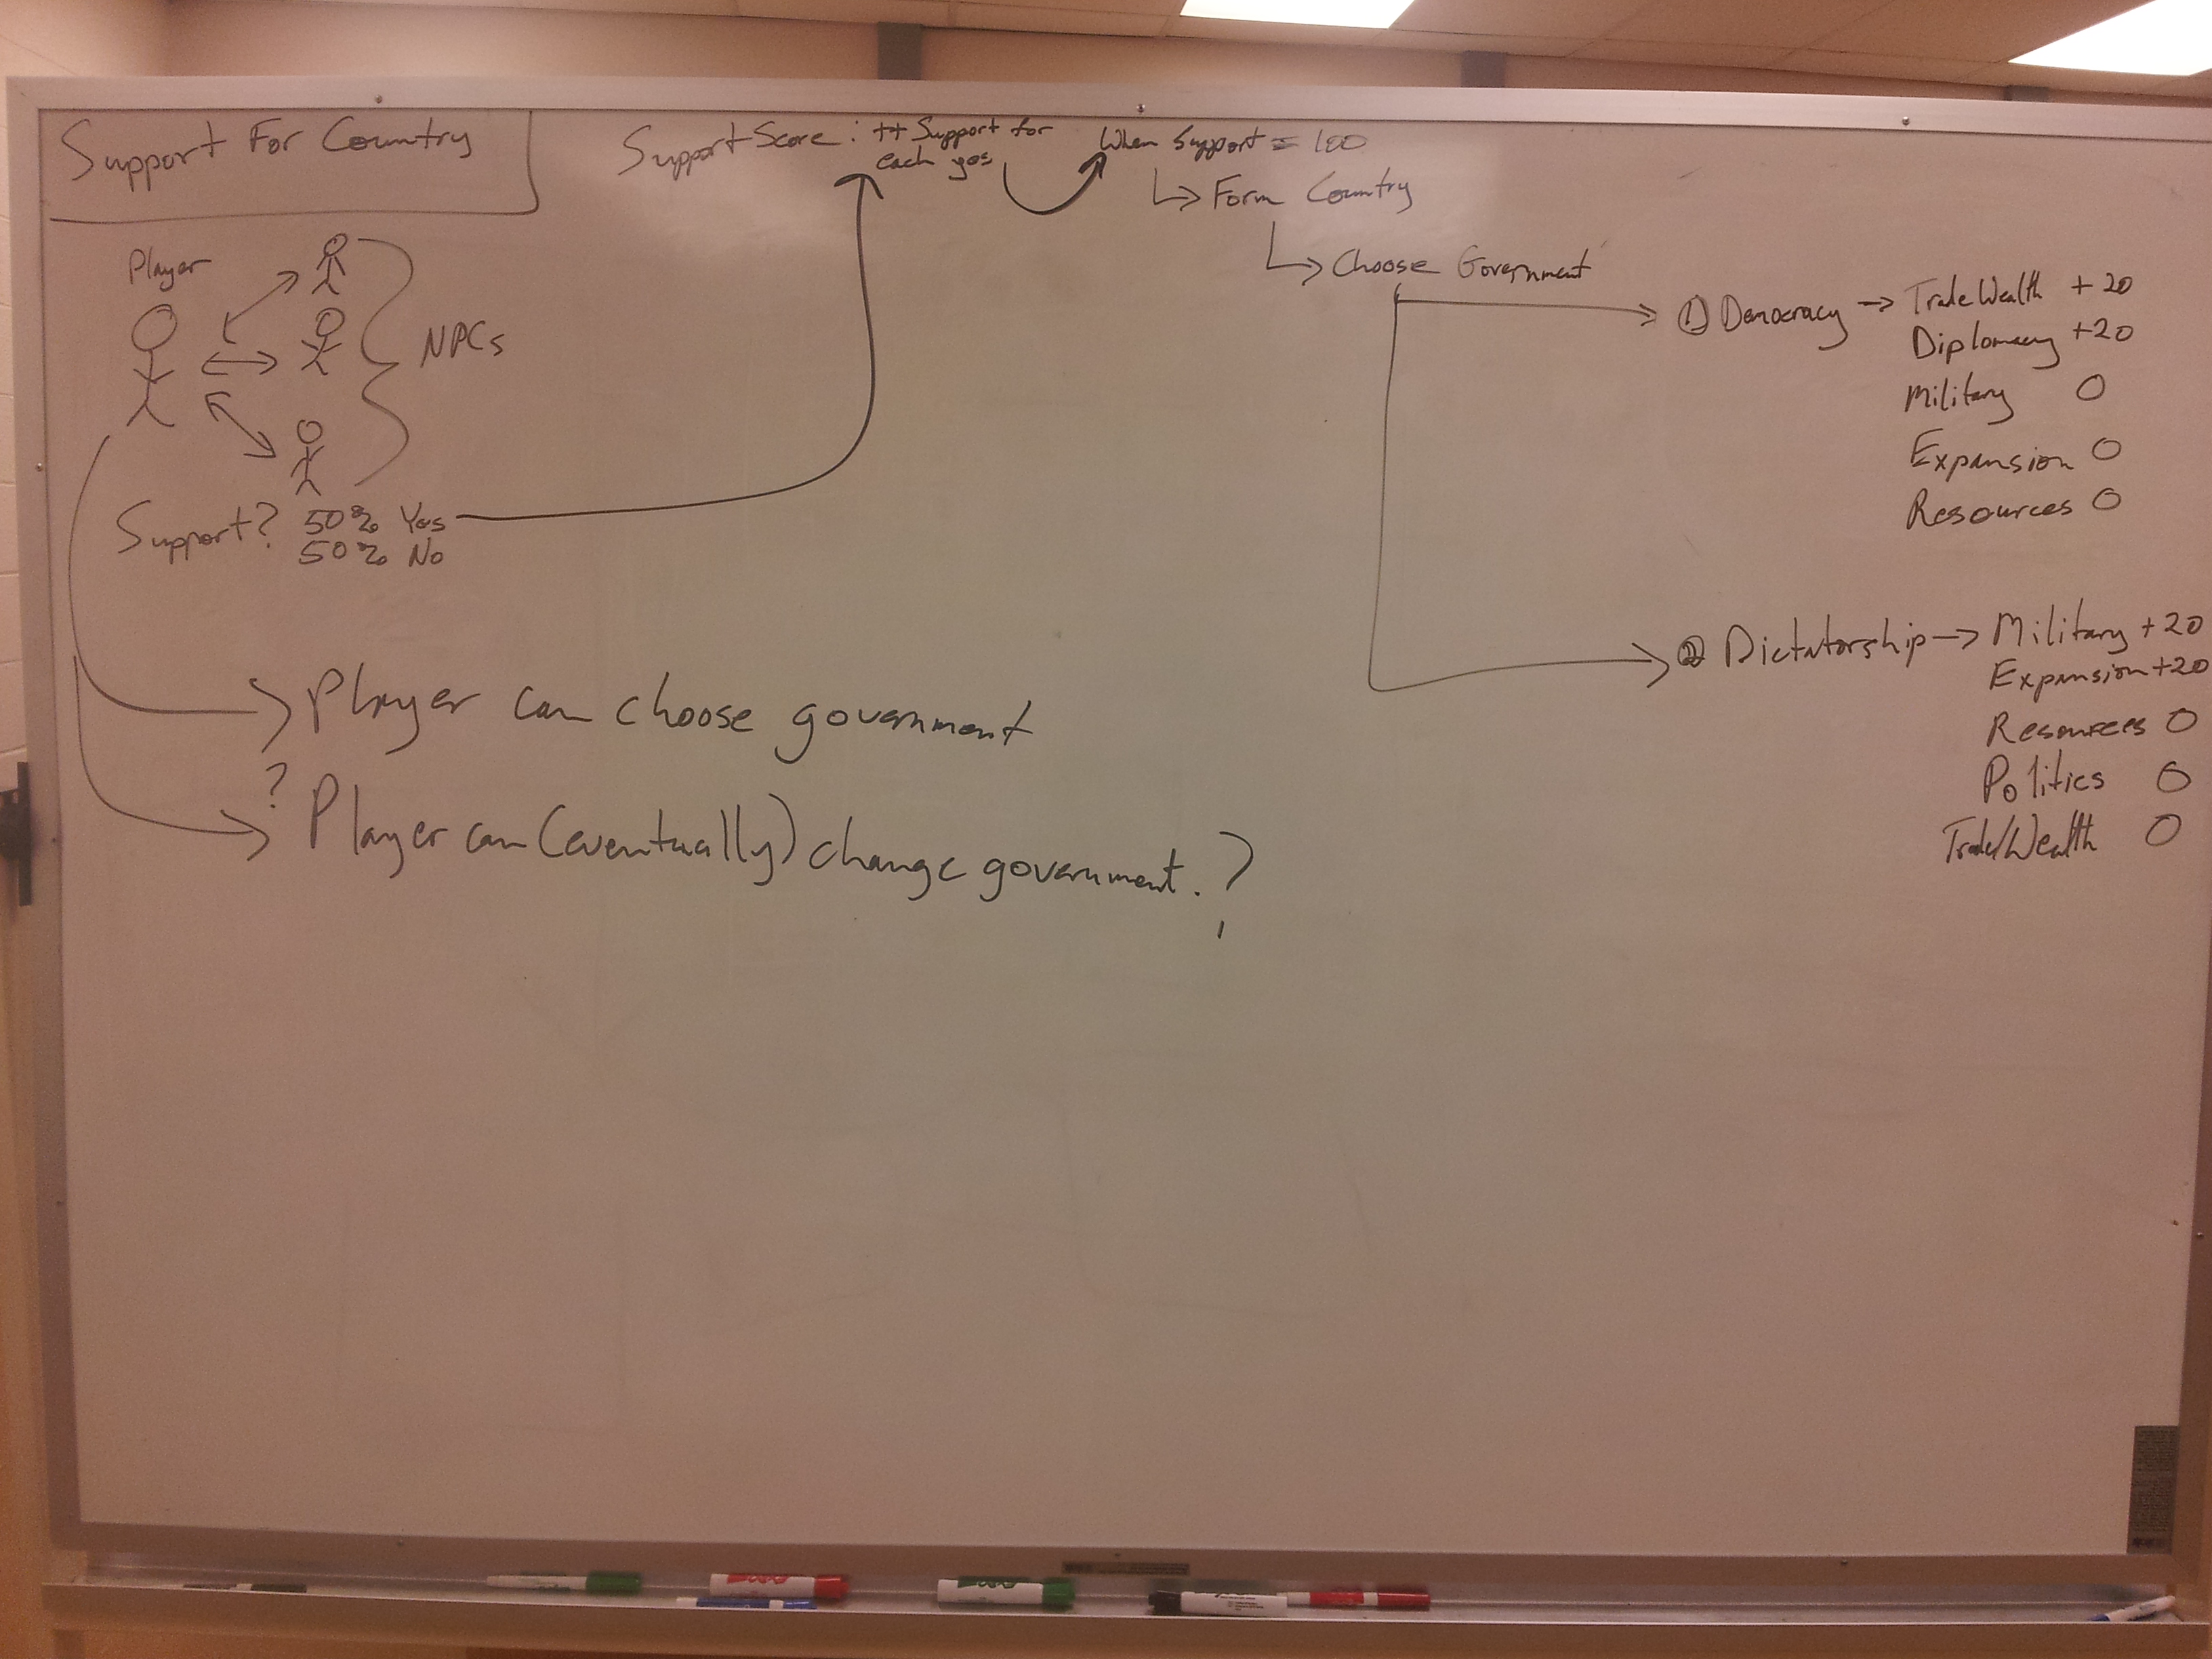 Support For Country
Support Score: ++ Support for
each yes
When Support = 100
Form Country
Choose Government
Player
NPCs
Support? 50% Yes
50% No
① Democracy → Trade Wealth +20
Diplomacy +20
Military 0
Expansion 0
Resources 0
② Dictatorship → Military +20
Expansion +20
Resources 0
Politics 0
Trade/Wealth 0
Player can choose government
? Player can (eventually) change government. ?